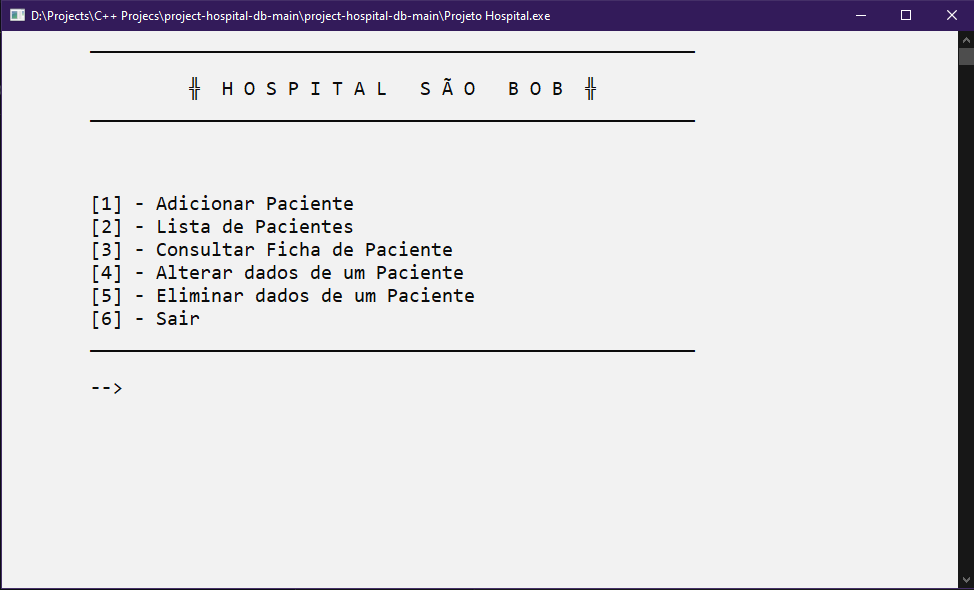 D:\Projects\C++ Projecs\project-hospital-db-main\project-hospital-db-main\Projeto Hospital.exe
╬ H O S P I T A L   S Ã O   B O B ╬
[1] - Adicionar Paciente
[2] - Lista de Pacientes
[3] - Consultar Ficha de Paciente
[4] - Alterar dados de um Paciente
[5] - Eliminar dados de um Paciente
[6] - Sair
-->